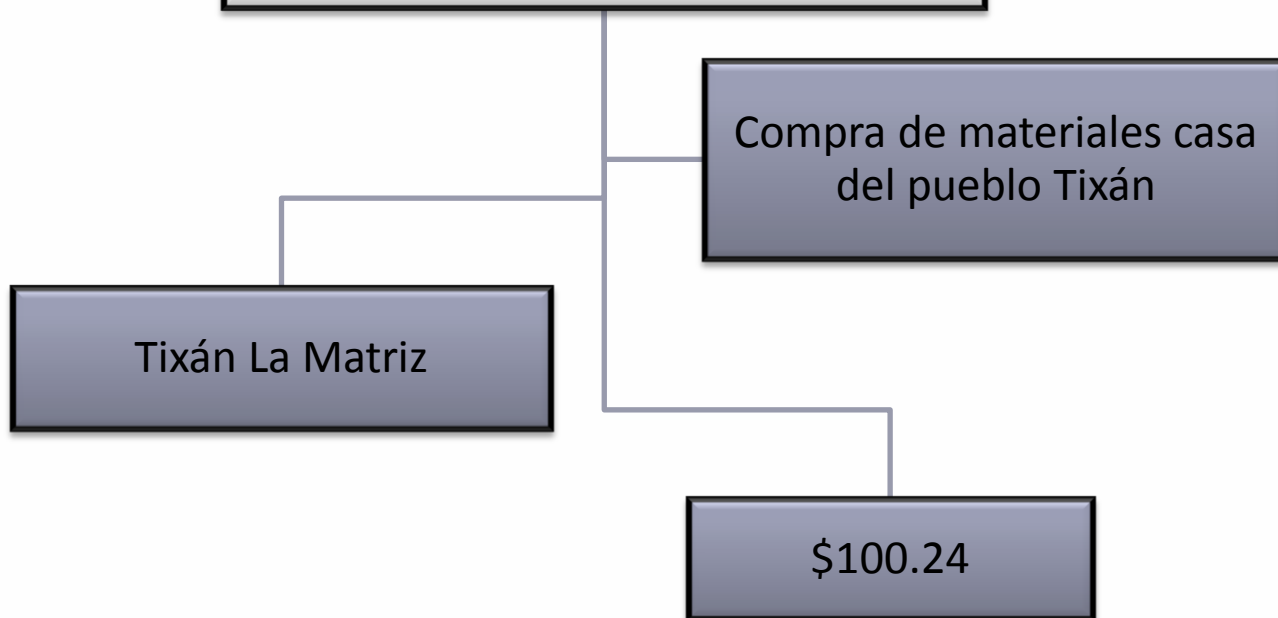 Compra de materiales casa
del pueblo Tixán
Tixán La Matriz
$100.24